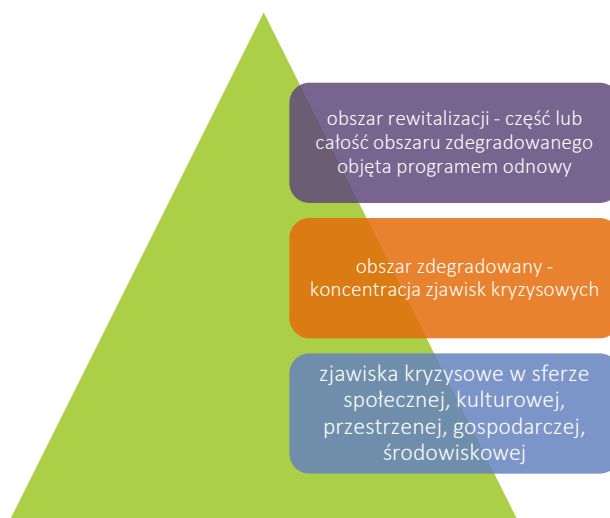 obszar rewitalizacji - część lub
całość obszaru zdegradowanego
objęta programem odnowy
obszar zdegradowany -
koncentracja zjawisk kryzysowych
zjawiska kryzysowe w sferze
społecznej, kulturowej,
przestrzenej, gospodarczej,
środowiskowej